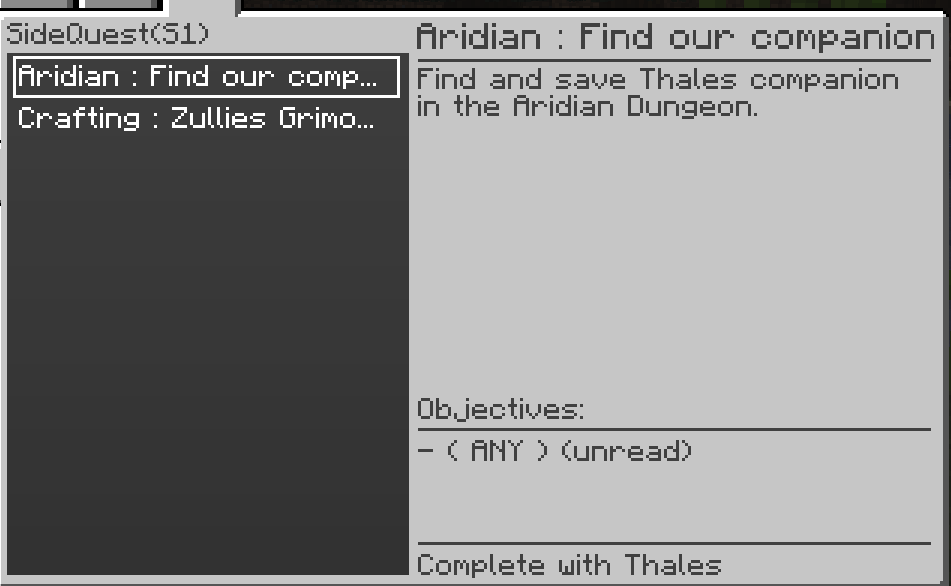 SideQuest(S1)
Aridian : Find our comp...
Crafting : Zullies Grimo...
Aridian : Find our companion
Find and save Thales companion
in the Aridian Dungeon.
Objectives:
- ( ANY ) (unread)
Complete with Thales